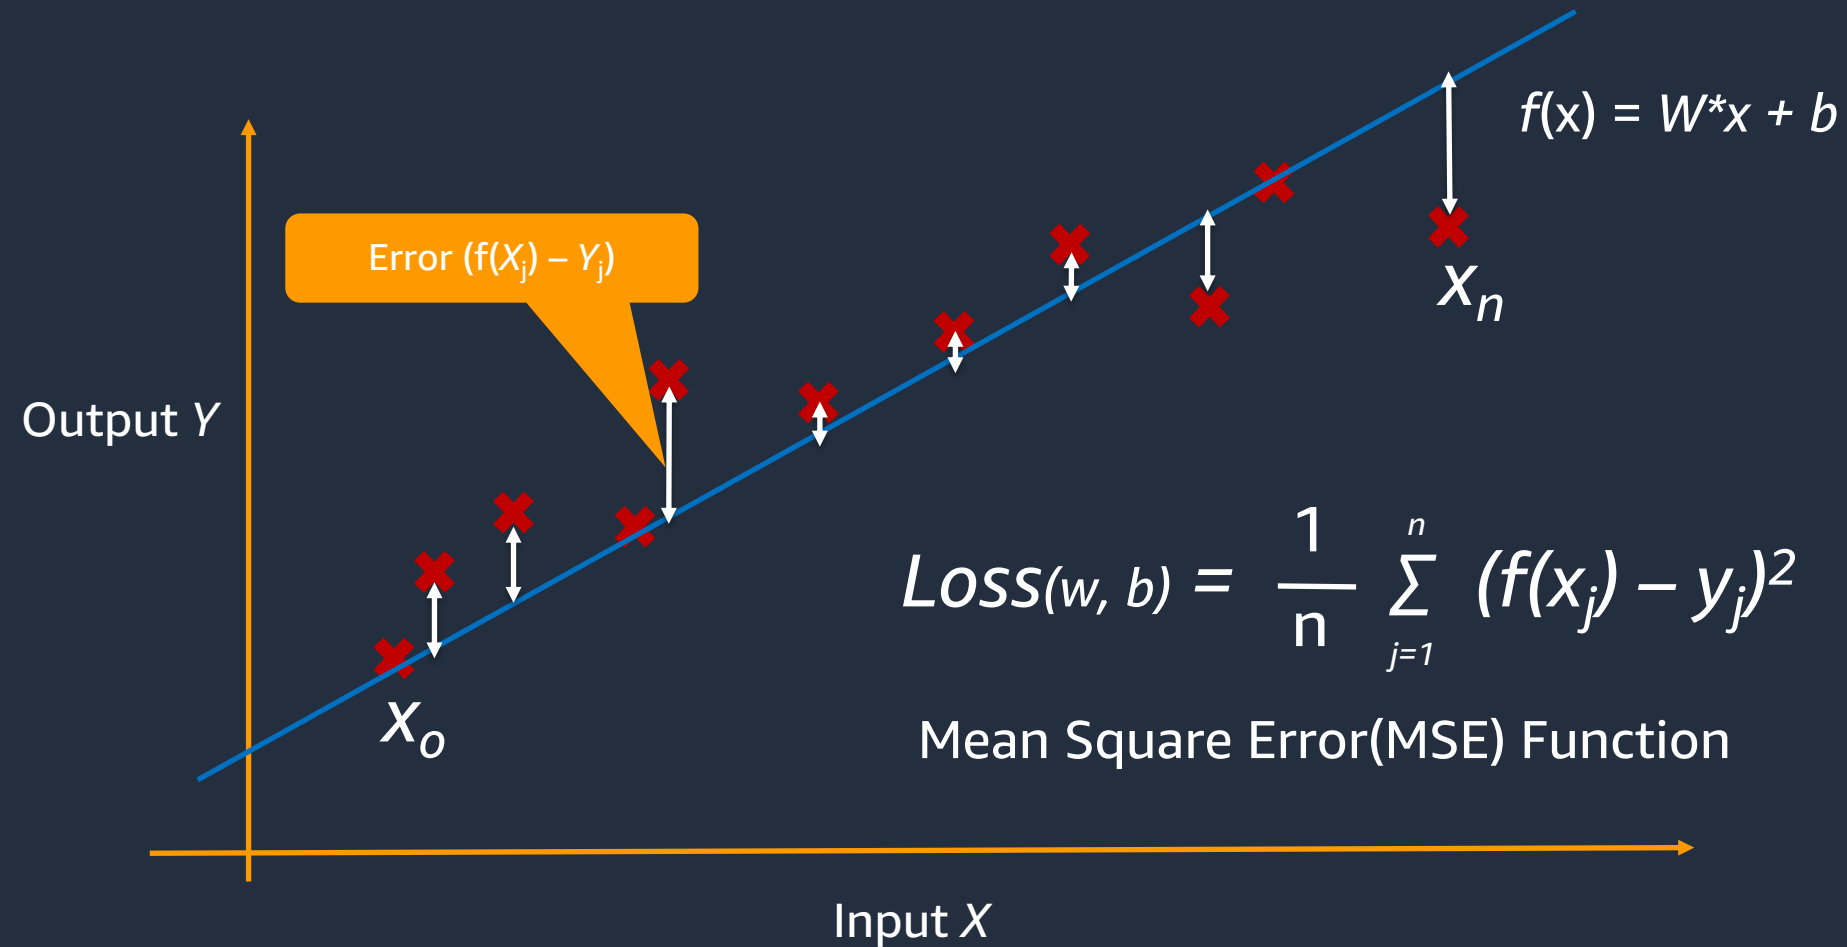 f(x) = W*x + b
Error (f(Xj) – Yj)
xn
Output Y
Loss(w, b) = 1/n n Σ j=1 (f(xj) – yj)2
xo
Mean Square Error(MSE) Function
Input X